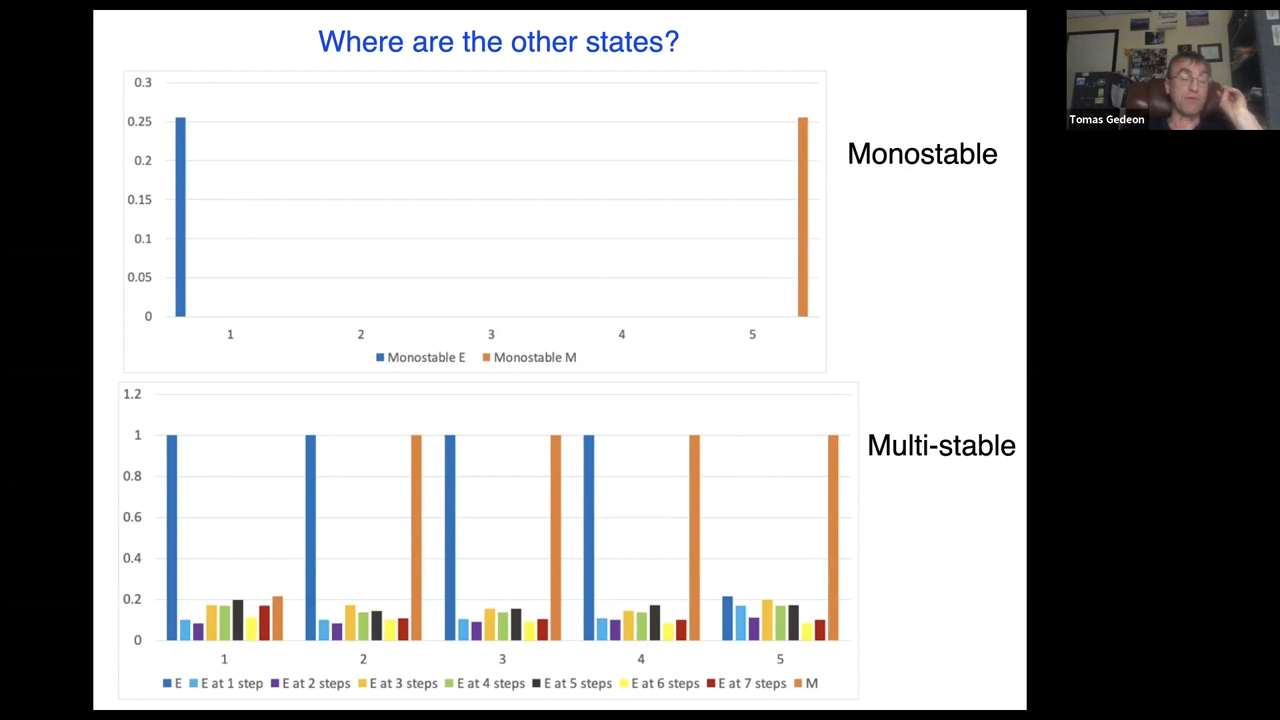 Where are the other states?
0.3
0.25
0.2
0.15
0.1
0.05
0
1 2 3 4 5
Monostable E Monostable M
Monostable
1.2
1
0.8
0.6
0.4
0.2
0
1 2 3 4 5
E E at 1 step E at 2 steps E at 3 steps E at 4 steps E at 5 steps E at 6 steps E at 7 steps M
Multi-stable
Tomas Gedeon